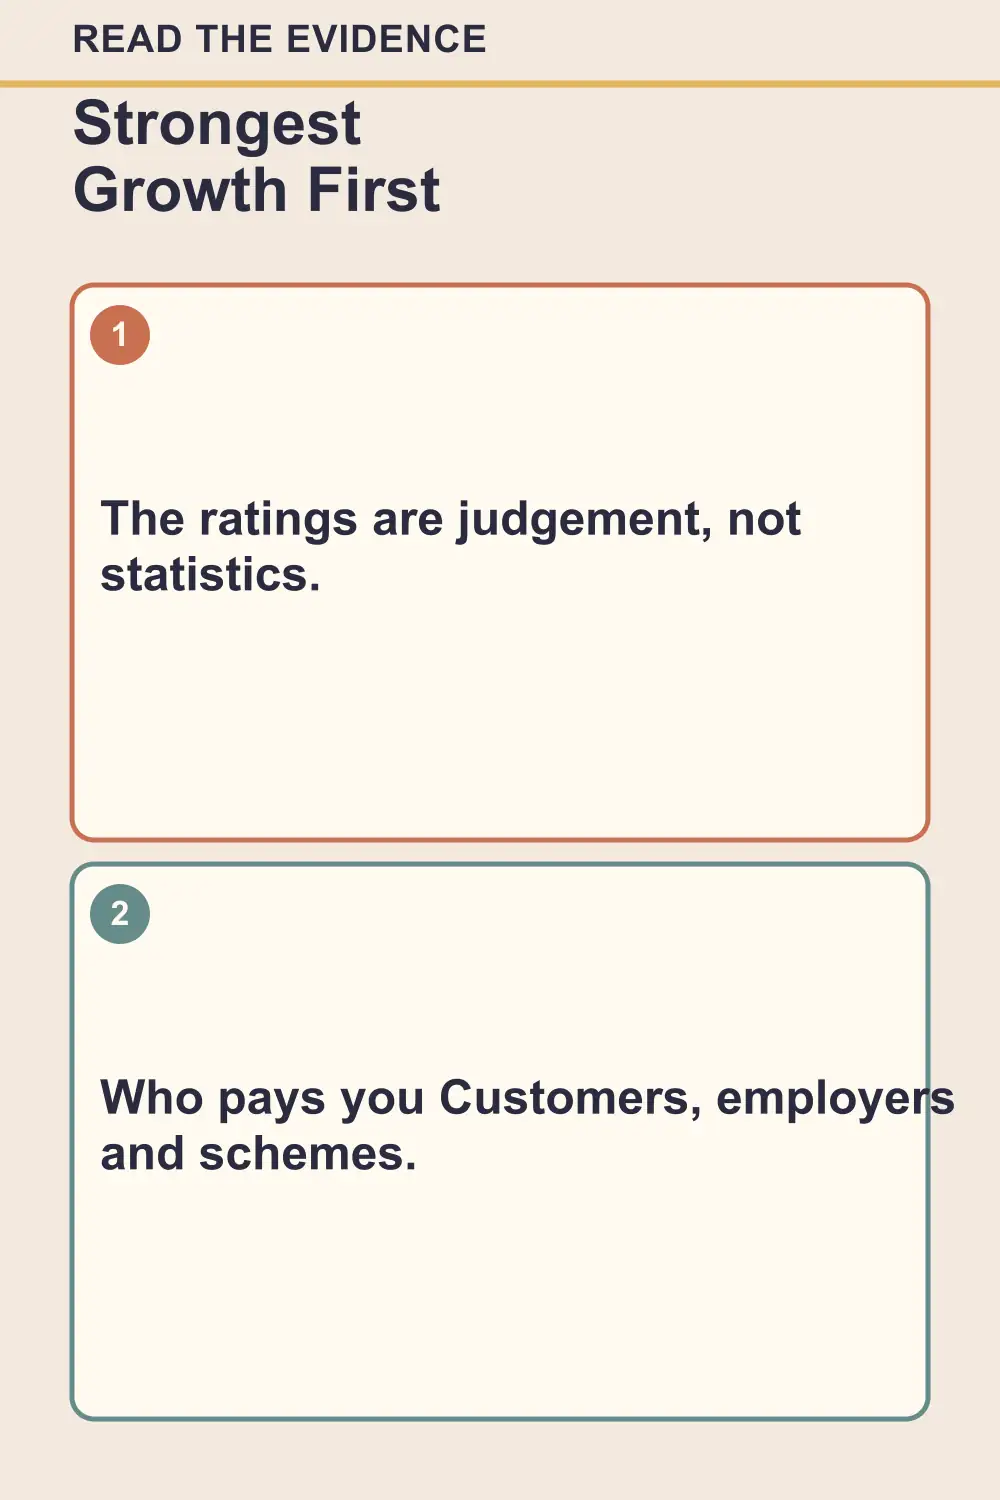 READ THE EVIDENCE
Strongest
Growth First
1
The ratings are judgement, not
statistics.
2
Who pays you Customers, employers
and schemes.